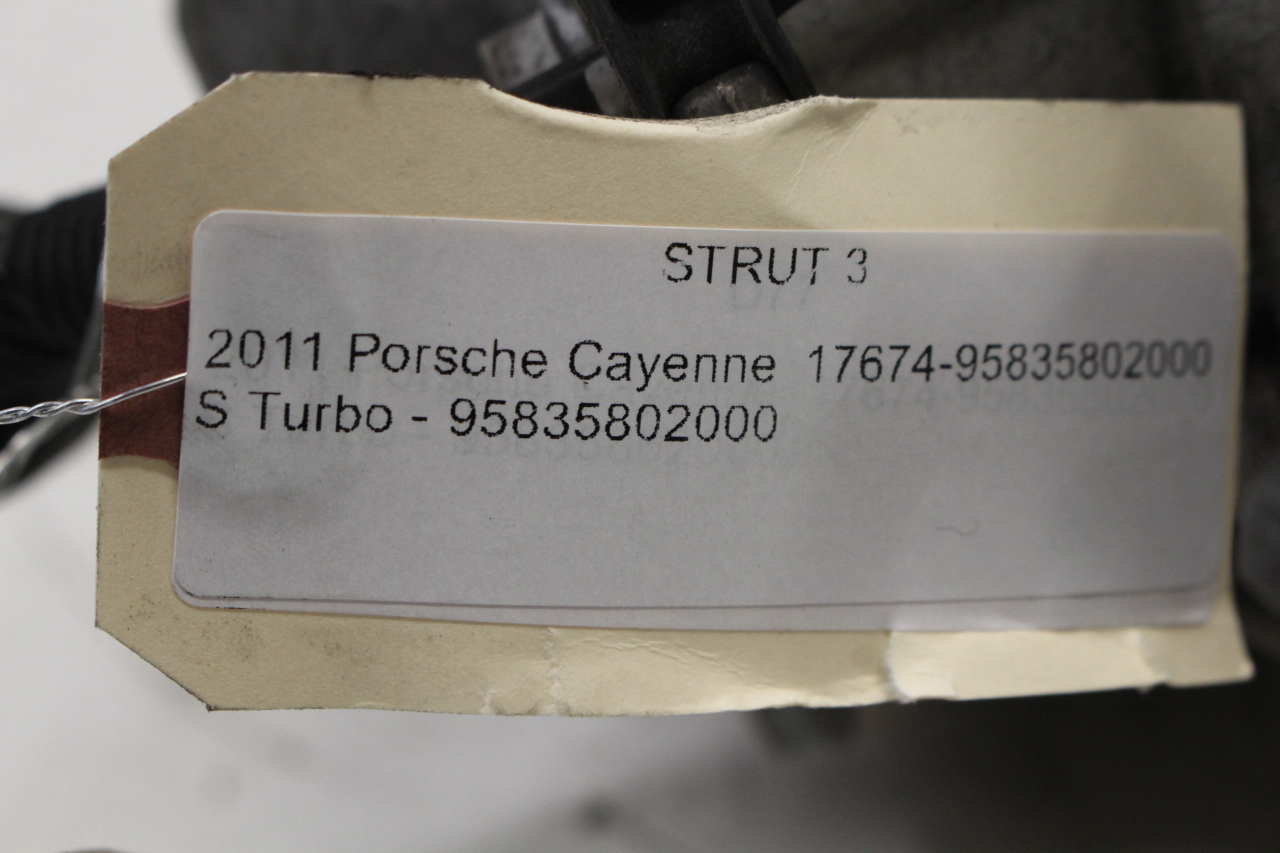 STRUT 3
2011 Porsche Cayenne 17674-95835802000
S Turbo - 95835802000